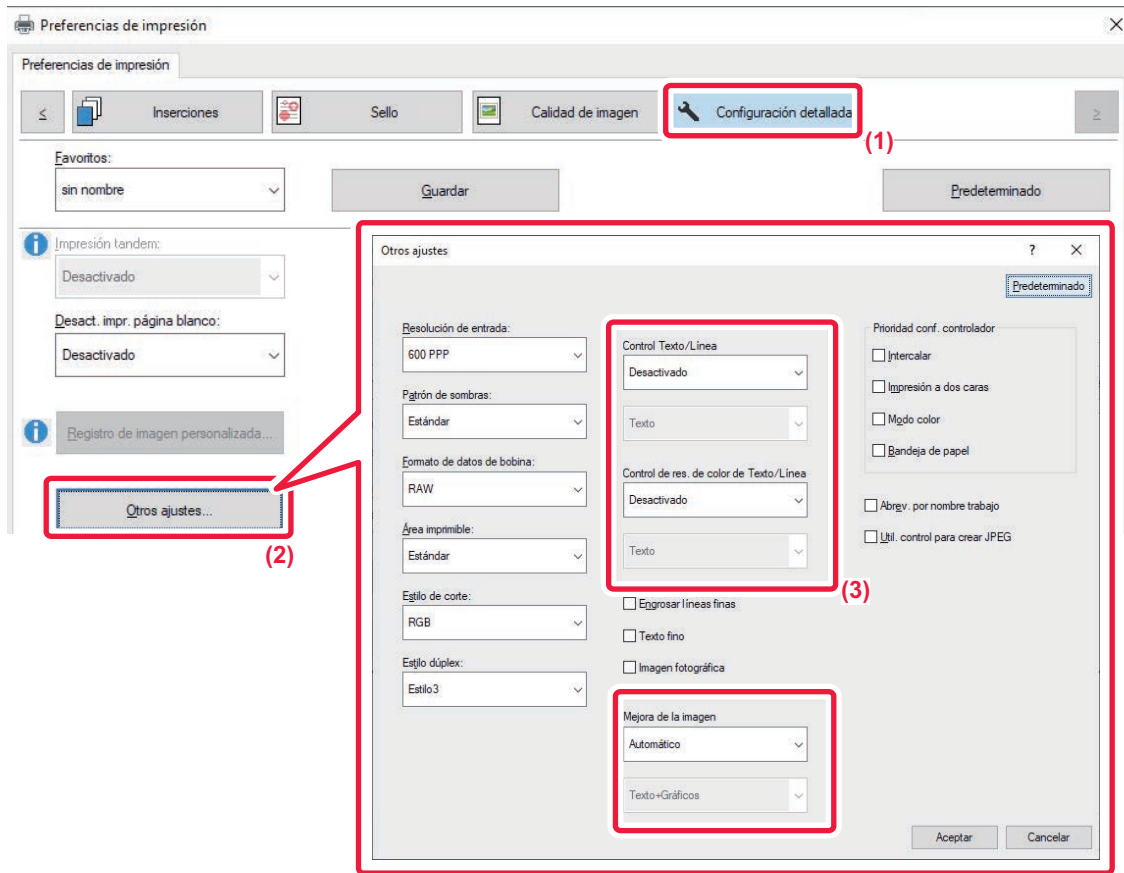 Preferencias de impresión
Preferencias de impresión
<
Inserciones
Sello
Calidad de imagen
Configuración detallada
>
(1)
Favoritos:
sin nombre
Guardar
Predeterminado
Impresión tandem:
Desactivado
Desact. impr. página blanco:
Desactivado
Registro de imagen personalizada...
Otros ajustes...
(2)
Otros ajustes
?
Predeterminado
Resolución de entrada:
600 PPP
Patrón de sombras:
Estándar
Formato de datos de bobina:
RAW
Área imprimible:
Estándar
Estilo de corte:
RGB
Estilo dúplex:
Estilo3
Control Texto/Línea
Desactivado
Texto
Control de res. de color de Texto/Línea
Desactivado
Texto
(3)
Engrosar líneas finas
Texto fino
Imagen fotográfica
Mejora de la imagen
Automático
Texto+Gráficos
Prioridad conf. controlador
Intercalar
Impresión a dos caras
Modo color
Bandeja de papel
Abrev. por nombre trabajo
Util. control para crear JPEG
Aceptar
Cancelar